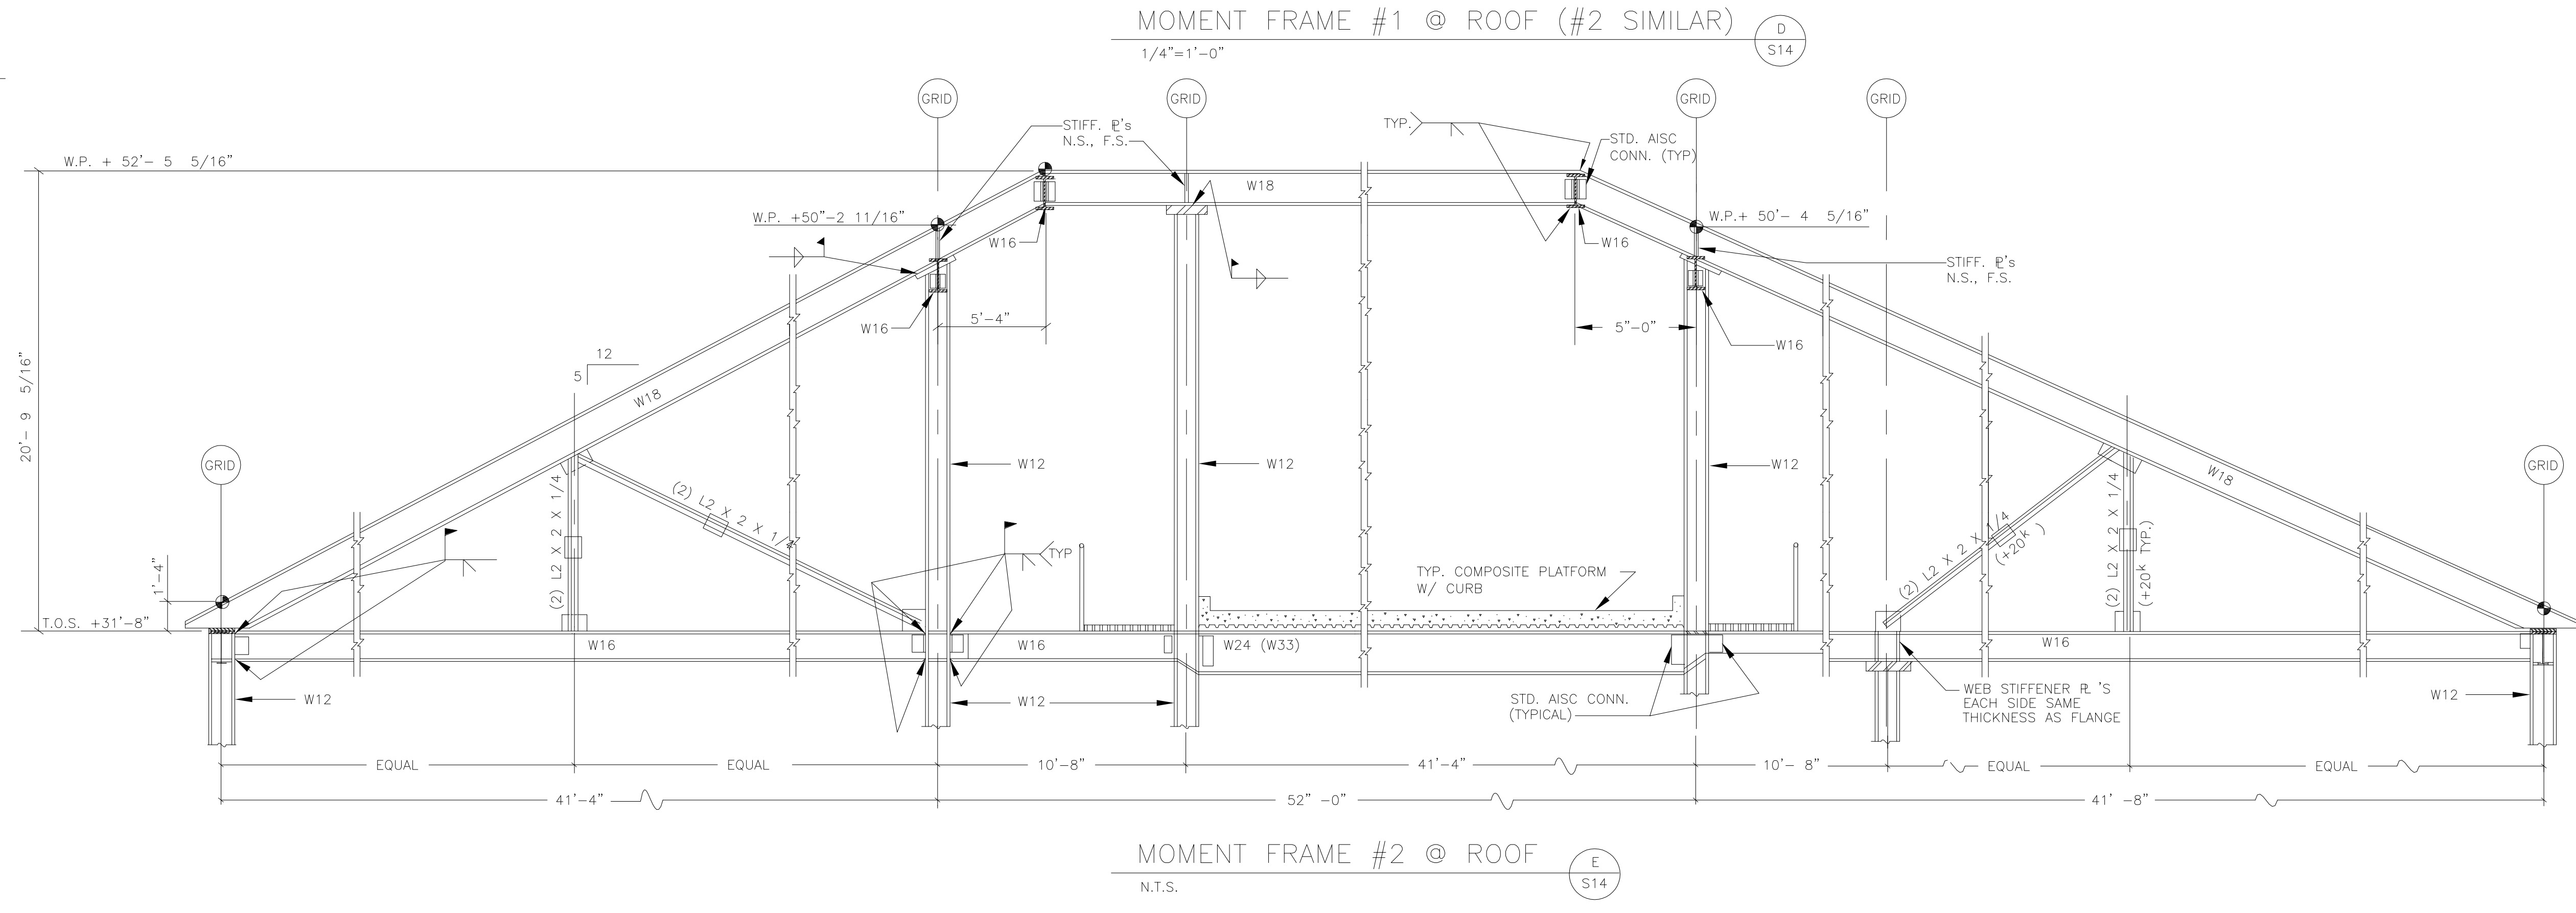 MOMENT FRAME #1 @ ROOF (#2 SIMILAR)
D
S14
1/4"=1'-0"
GRID
GRID
GRID
GRID
STIFF. ℄'s
N.S., F.S.
TYP.
STD. AISC
CONN. (TYP)
W.P. + 52'- 5 5/16"
W18
W.P. +50"-2 11/16"
W.P.+ 50'- 4 5/16"
W16
W16
STIFF. ℄'s
N.S., F.S.
W16
5'-4"
5"-0"
W16
20'- 9 5/16"
12
5
W18
GRID
W12
W12
W12
GRID
W18
(2) L2 X 2 X 1/4
(2) L2 X 2 X 1/4
TYP
(2) L2 X 2 X 1/4
(+20ᴷ )
(2) L2 X 2 X 1/4
(+20ᴷ TYP.)
1'-4"
TYP. COMPOSITE PLATFORM
W/ CURB
T.O.S. +31'-8"
W16
W16
W24 (W33)
W16
W12
W12
STD. AISC CONN.
(TYPICAL)
WEB STIFFENER ℄ 'S
EACH SIDE SAME
THICKNESS AS FLANGE
W12
EQUAL
EQUAL
10'-8"
41'-4"
10'- 8"
EQUAL
EQUAL
41'-4"
52" -0"
41' -8"
MOMENT FRAME #2 @ ROOF
E
S14
N.T.S.